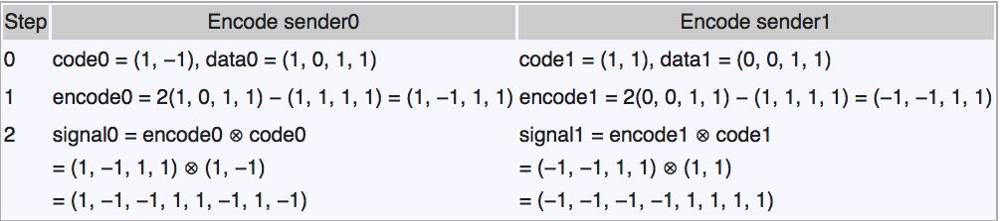 Step Encode sender0 Encode sender1
0 code0 = (1, −1), data0 = (1, 0, 1, 1) code1 = (1, 1), data1 = (0, 0, 1, 1)
1 encode0 = 2(1, 0, 1, 1) − (1, 1, 1, 1) = (1, −1, 1, 1) encode1 = 2(0, 0, 1, 1) − (1, 1, 1, 1) = (−1, −1, 1, 1)
2 signal0 = encode0 ⊗ code0 signal1 = encode1 ⊗ code1
= (1, −1, 1, 1) ⊗ (1, −1) = (−1, −1, 1, 1) ⊗ (1, 1)
= (1, −1, −1, 1, 1, −1, 1, −1) = (−1, −1, −1, −1, 1, 1, 1, 1)